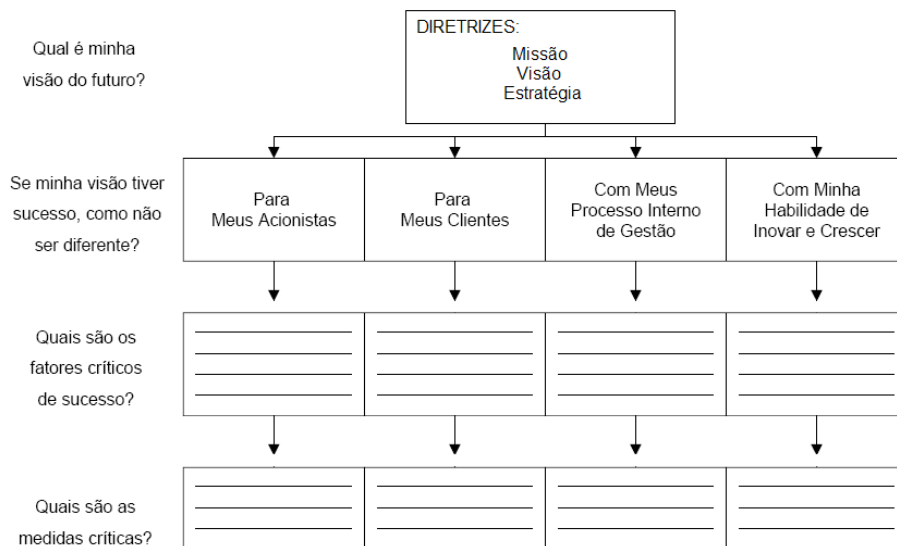 DIRETRIZES:
Missão
Visão
Estratégia
Qual é minha
visão do futuro?
Se minha visão tiver
sucesso, como não
ser diferente?
Para
Meus Acionistas
Para
Meus Clientes
Com Meus
Processo Interno
de Gestão
Com Minha
Habilidade de
Inovar e Crescer
Quais são os
fatores críticos
de sucesso?
Quais são as
medidas críticas?